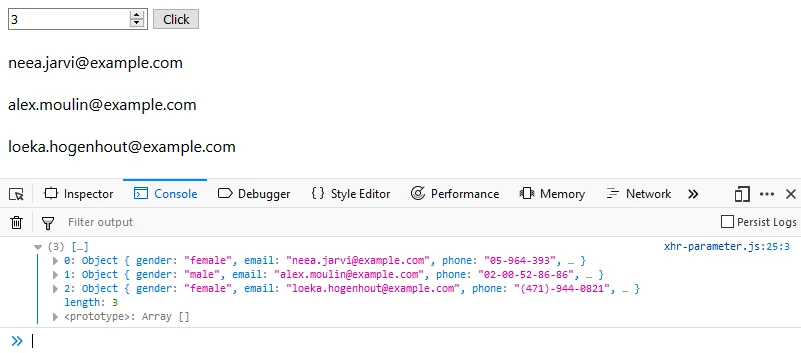 3 Click
neea.jarvi@example.com
alex.moulin@example.com
loeka.hogenhout@example.com
Inspector Console Debugger {} Style Editor Performance Memory Network »
Filter output Persist Logs
(3) […] xhr-parameter.js:25:3
0: Object { gender: "female", email: "neea.jarvi@example.com", phone: "05-964-393", … }
1: Object { gender: "male", email: "alex.moulin@example.com", phone: "02-00-52-86-86", … }
2: Object { gender: "female", email: "loeka.hogenhout@example.com", phone: "(471)-944-0821", … }
length: 3
<prototype>: Array []
»